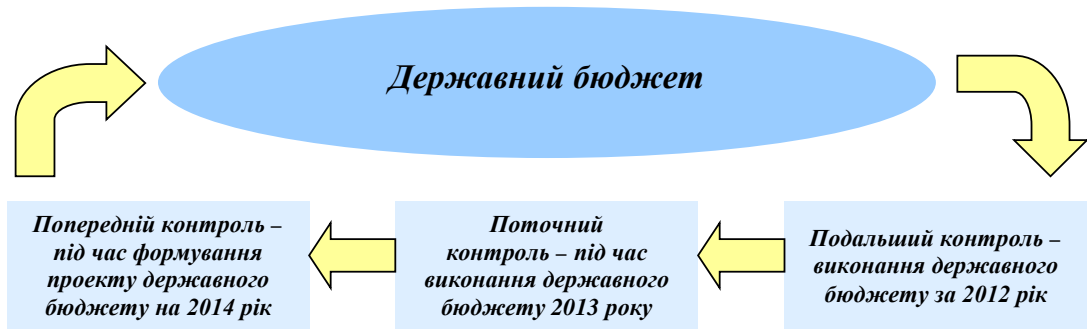 Державний бюджет
Попередній контроль –
під час формування
проекту державного
бюджету на 2014 рік
Поточний
контроль – під час
виконання державного
бюджету 2013 року
Подальший контроль –
виконання державного
бюджету за 2012 рік